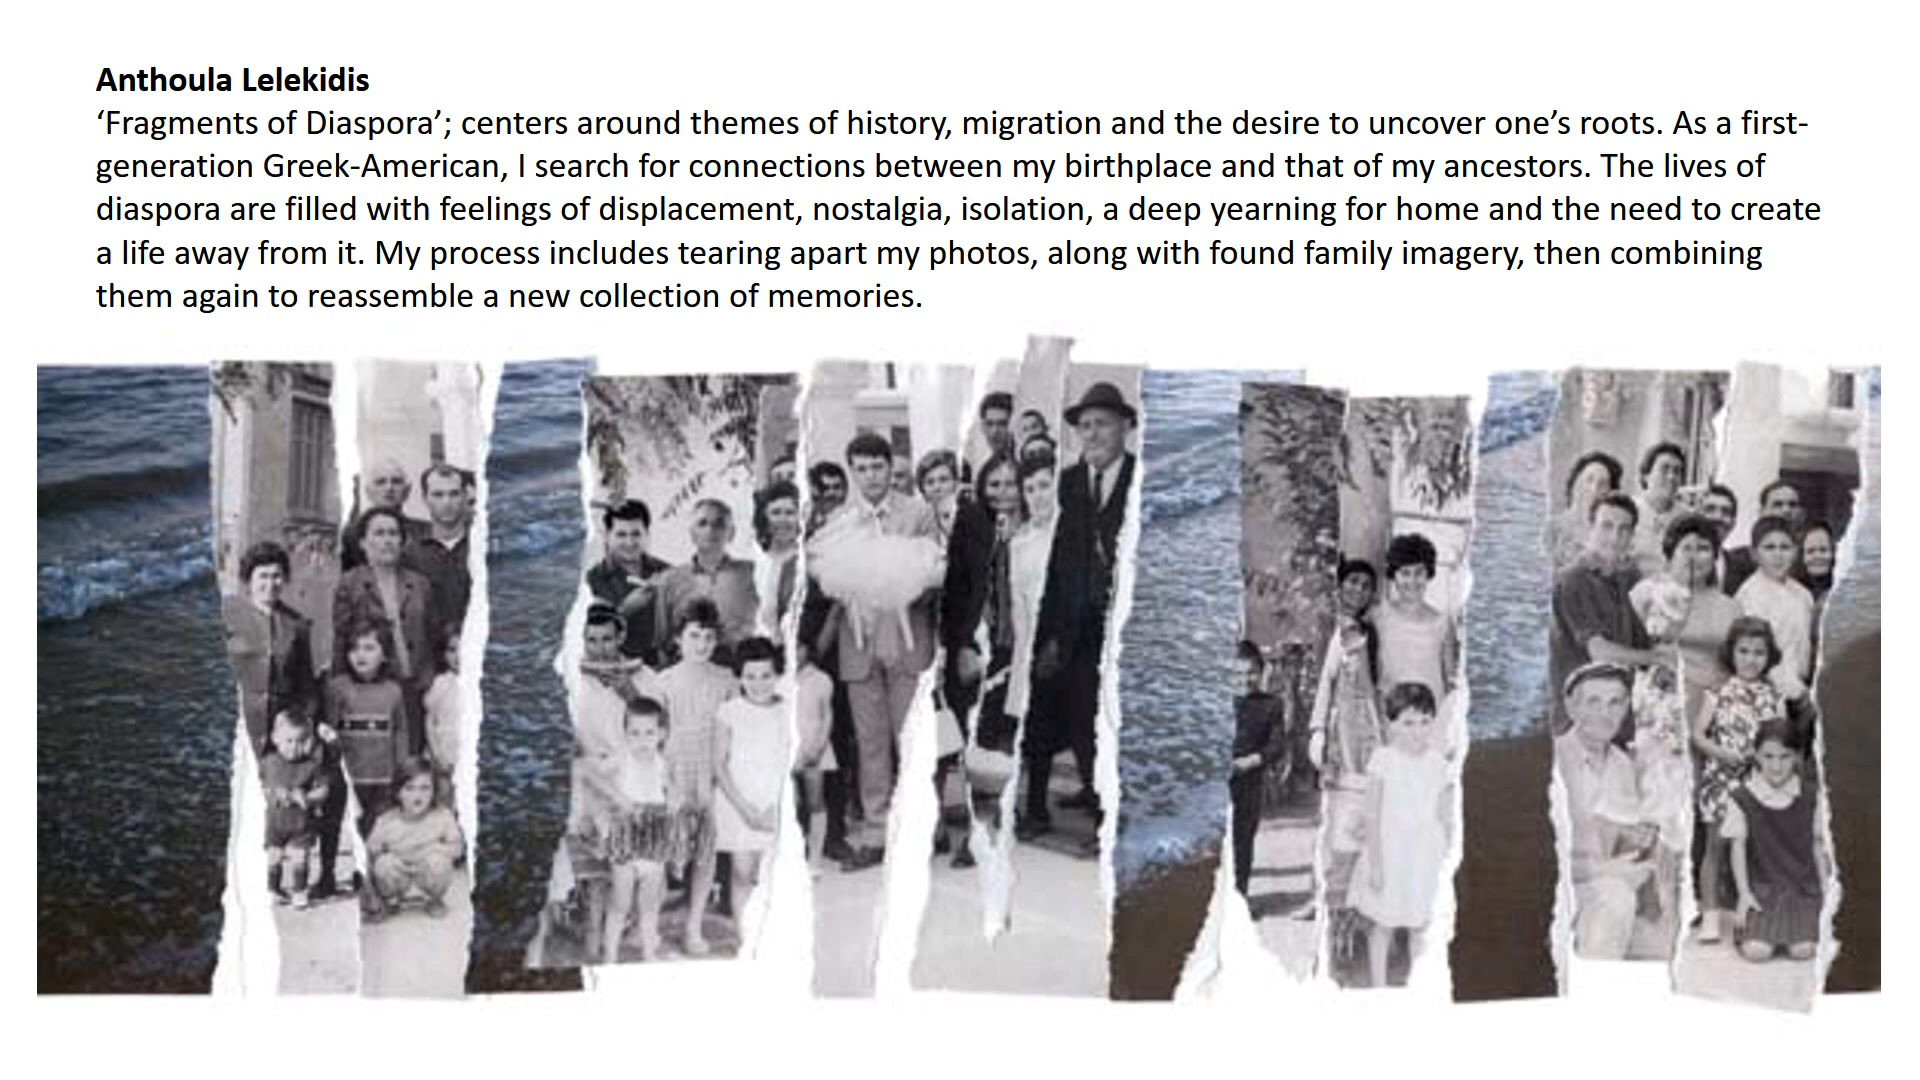 Anthoula Lelekidis
‘Fragments of Diaspora’; centers around themes of history, migration and the desire to uncover one’s roots. As a first-
generation Greek-American, I search for connections between my birthplace and that of my ancestors. The lives of
diaspora are filled with feelings of displacement, nostalgia, isolation, a deep yearning for home and the need to create
a life away from it. My process includes tearing apart my photos, along with found family imagery, then combining
them again to reassemble a new collection of memories.